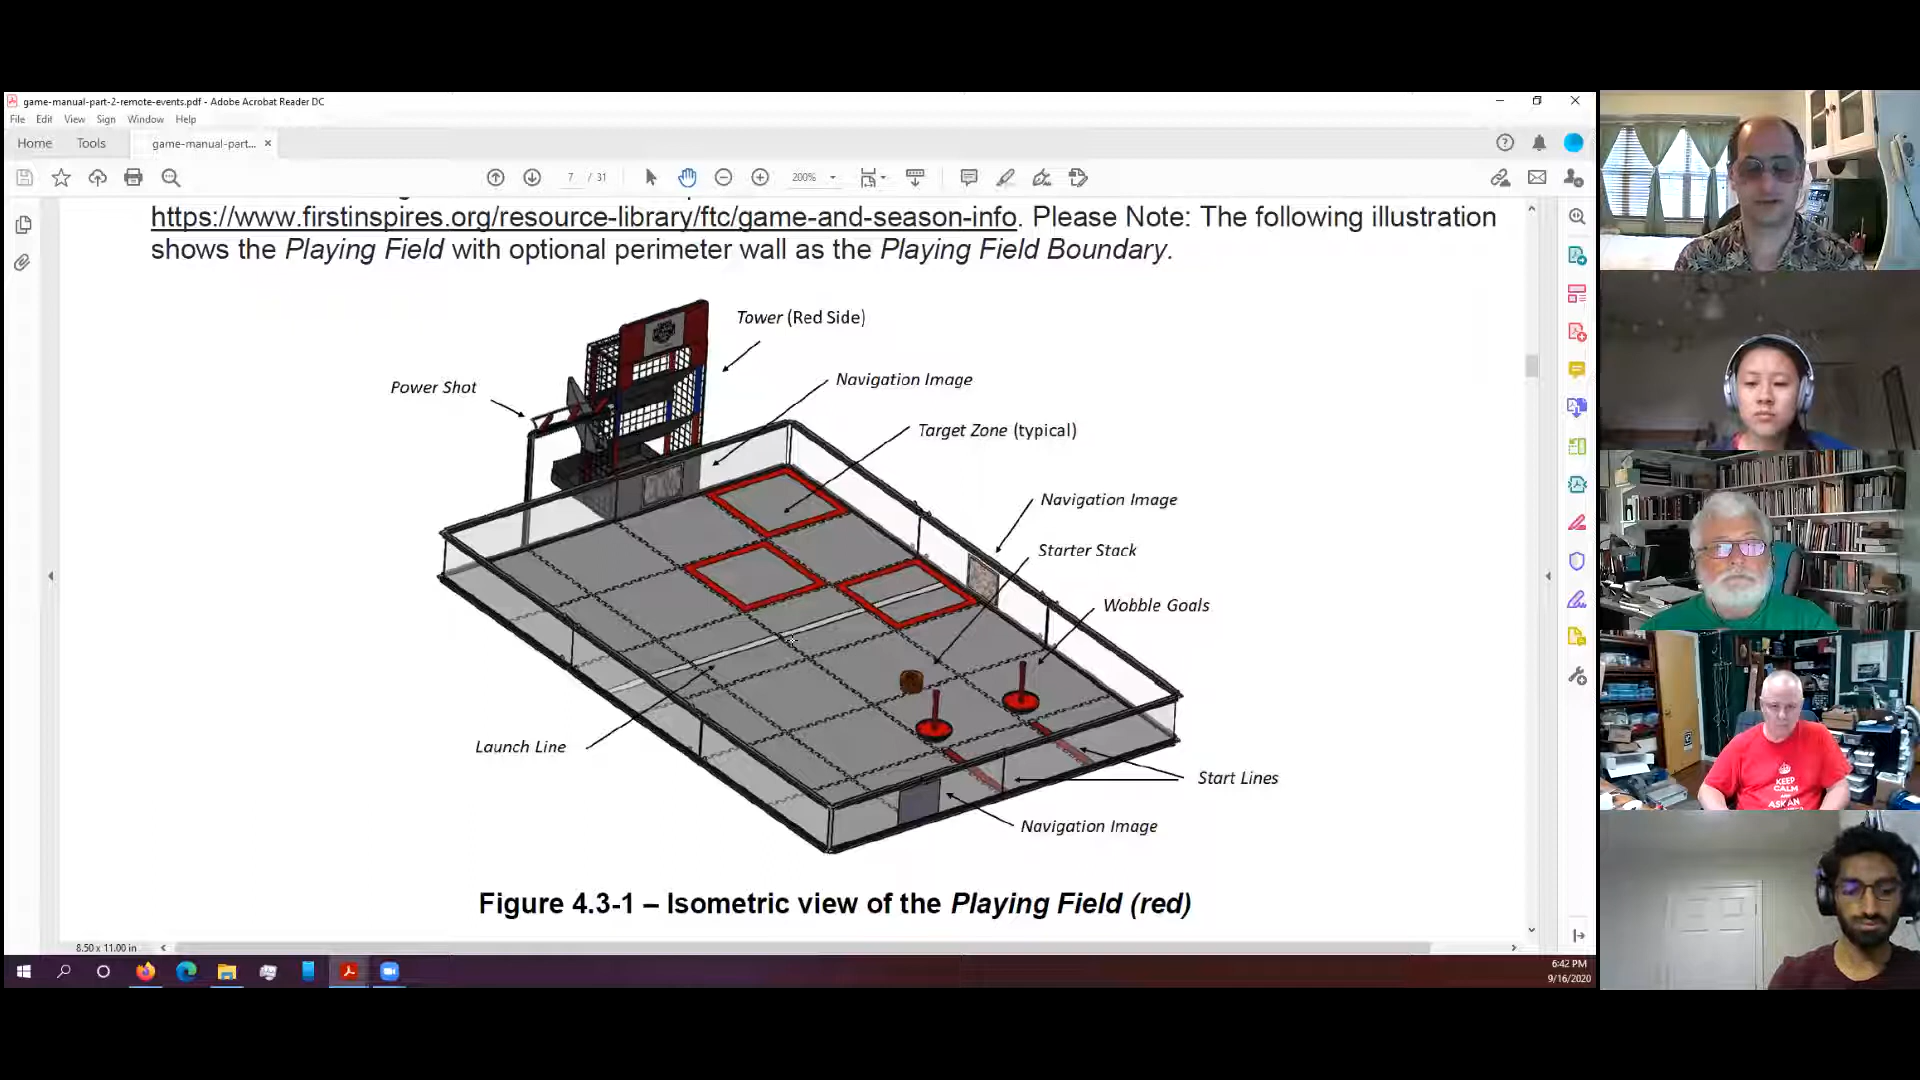 game-manual-part-2-remote-events.pdf - Adobe Acrobat Reader DC
File Edit View Sign Window Help
Home Tools game-manual-part... ×
7 / 31 200%
https://www.firstinspires.org/resource-library/ftc/game-and-season-info. Please Note: The following illustration
shows the Playing Field with optional perimeter wall as the Playing Field Boundary.
Tower (Red Side)
Navigation Image
Power Shot
Target Zone (typical)
Navigation Image
Starter Stack
Wobble Goals
Launch Line
Start Lines
Navigation Image
Figure 4.3-1 – Isometric view of the Playing Field (red)
8.50 x 11.00 in
6:42 PM
9/16/2020
KEEP
CALM
AND
ASK AN